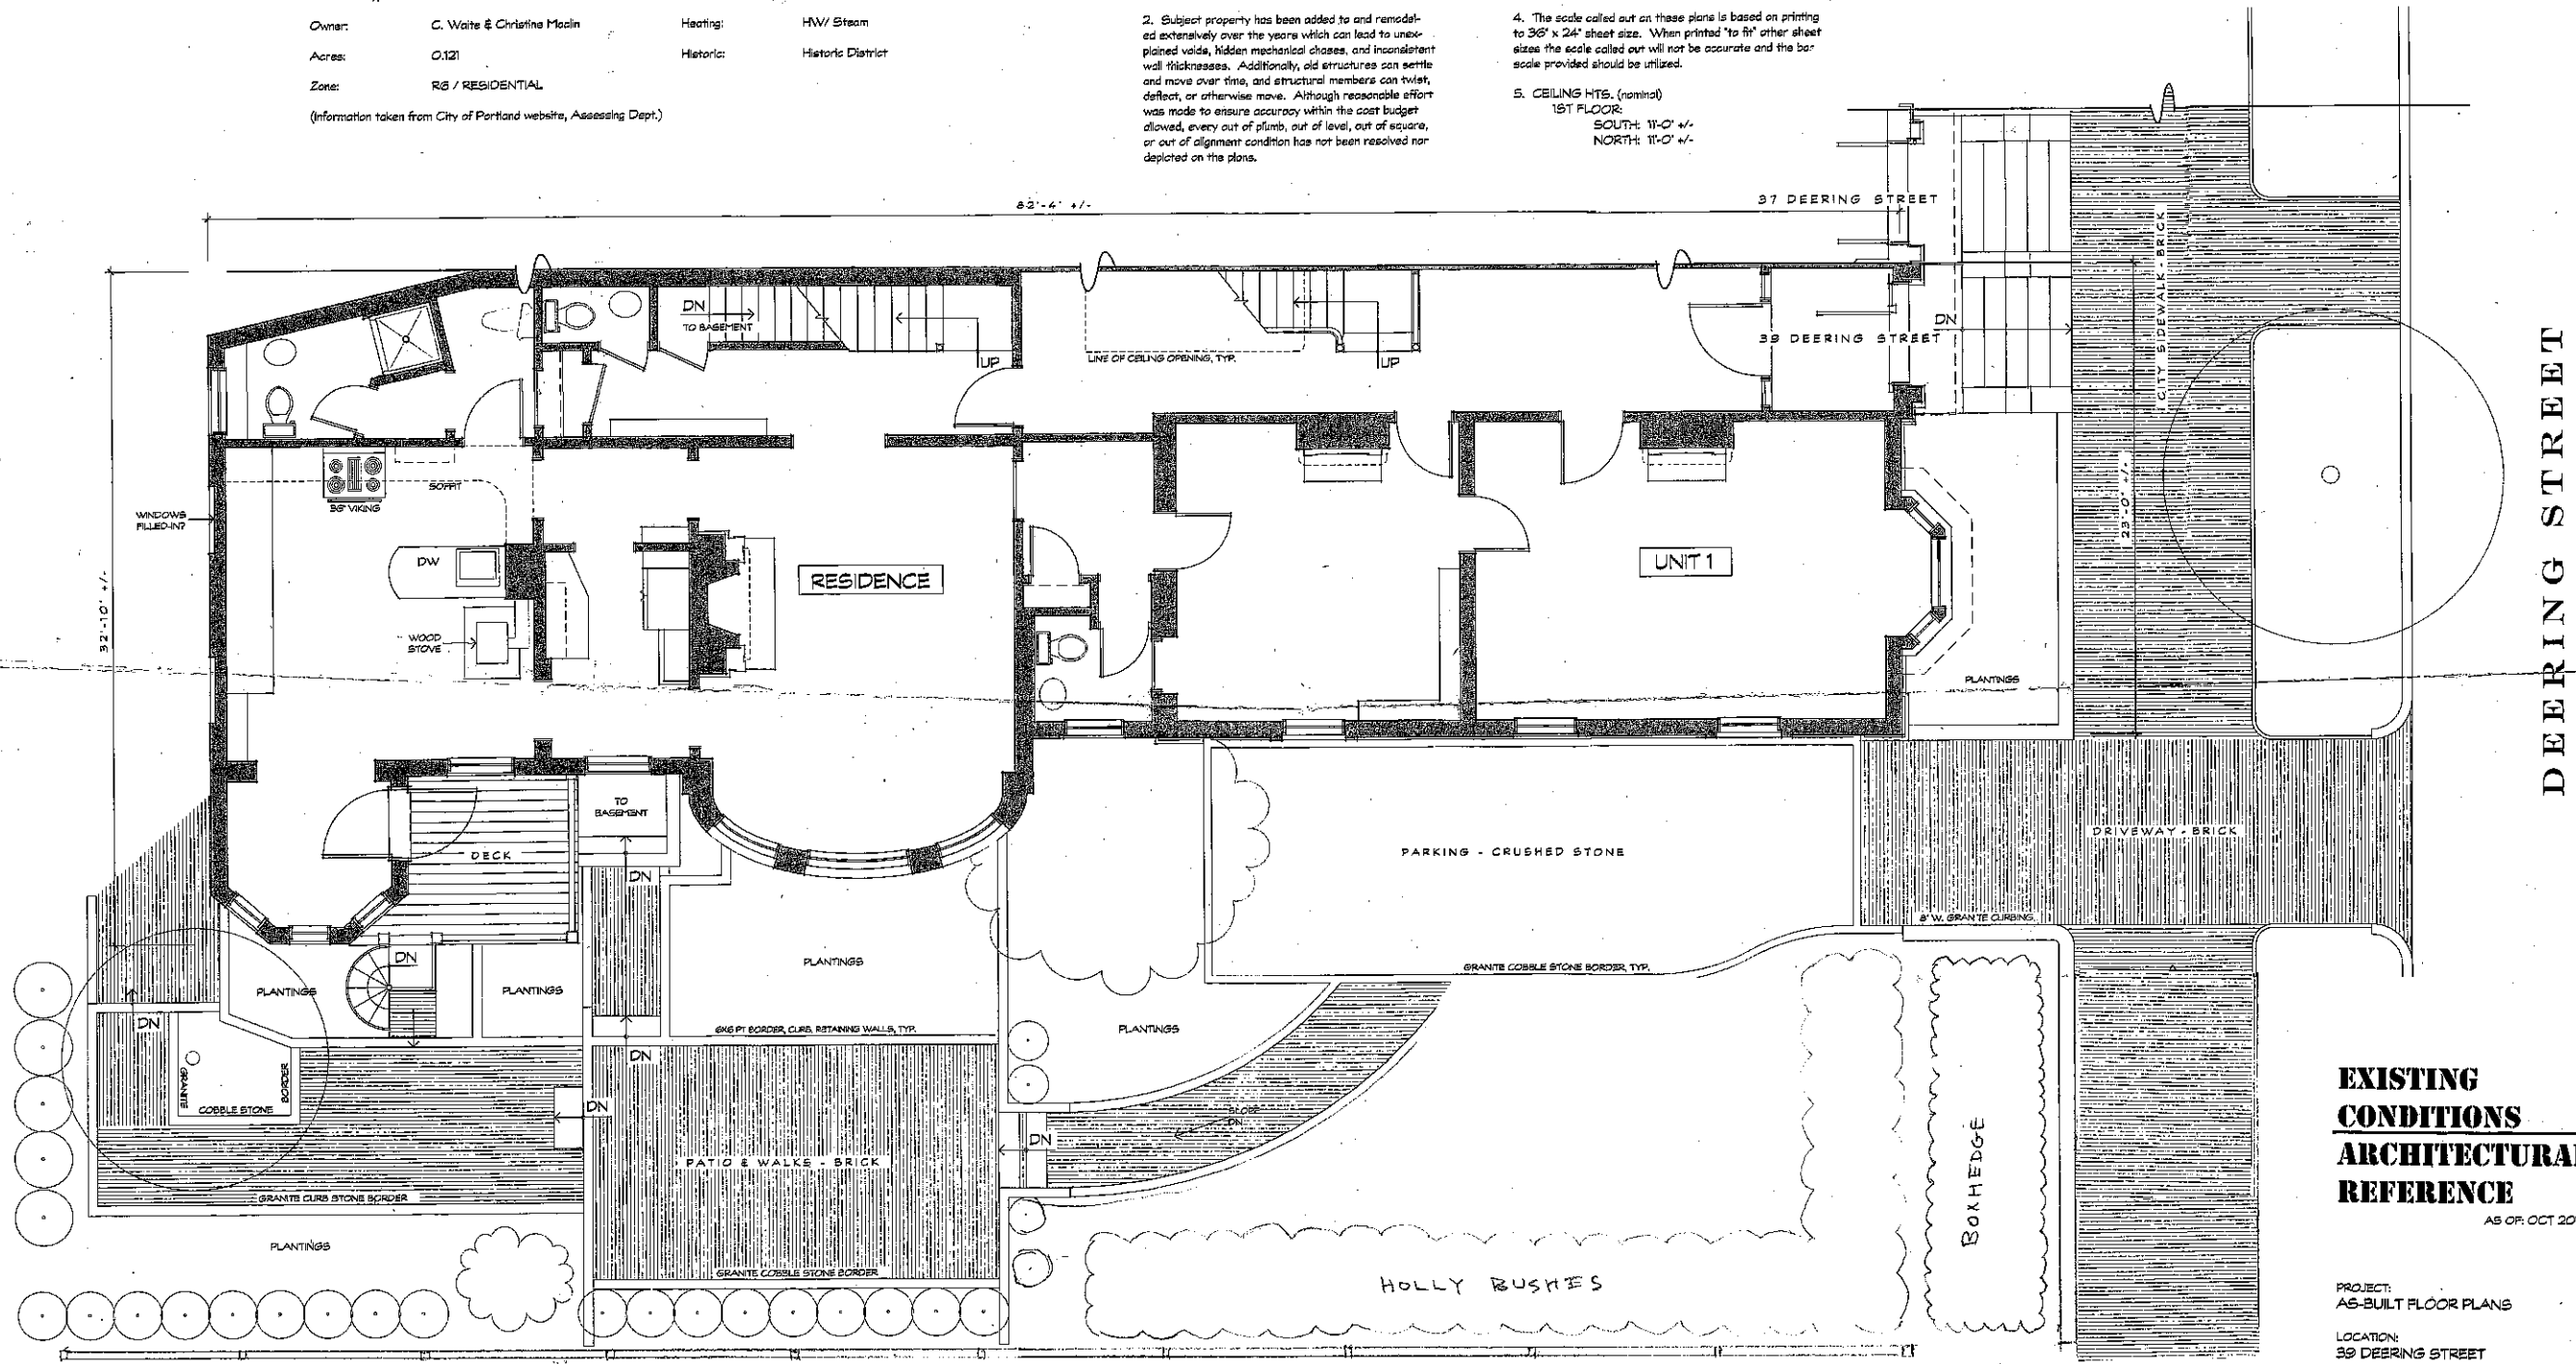 Owner: C. Waite & Christine Maclin Heating: HW/ Steam
Acres: 0.121 Historic: Historic District
Zone: R6 / RESIDENTIAL
(Information taken from City of Portland website, Assessing Dept.)
2. Subject property has been added to and remodel-
ed extensively over the years which can lead to unex-
plained voids, hidden mechanical chases, and inconsistent
wall thicknesses. Additionally, old structures can settle
and move over time, and structural members can twist,
deflect, or otherwise move. Although reasonable effort
was made to ensure accuracy within the cost budget
allowed, every out of plumb, out of level, out of square,
or out of alignment condition has not been resolved nor
depicted on the plans.
4. The scale called out on these plans is based on printing
to 36" x 24" sheet size. When printed "to fit" other sheet
sizes the scale called out will not be accurate and the bar
scale provided should be utilized.
5. CEILING HTS. (nominal)
1ST FLOOR:
SOUTH: 11'-0" +/-
NORTH: 11'-0" +/-
82'-4" +/-
37 DEERING STREET
39 DEERING STREET
DN
CITY SIDEWALK - BRICK
DEERING STREET
23'-0" +/-
32'-10" +/-
DN
TO BASEMENT
UP
LINE OF CEILING OPENING, TYP.
UP
WINDOWS
FILLED-IN?
36" VIKING
SOFFIT
DW
WOOD
STOVE
RESIDENCE
UNIT 1
PLANTINGS
TO
BASEMENT
DECK
DN
PARKING - CRUSHED STONE
DRIVEWAY - BRICK
8" W. GRANITE CURBING
GRANITE COBBLE STONE BORDER, TYP.
PLANTINGS
DN
PLANTINGS
PLANTINGS
6X6 PT BORDER, CURB, RETAINING WALLS, TYP.
PLANTINGS
DN
DN
GRANITE
COBBLE STONE
BORDER
DN
SLOPE
DN
DN
PATIO & WALKS - BRICK
GRANITE CURB STONE BORDER
PLANTINGS
GRANITE COBBLE STONE BORDER
HOLLY BUSHES
BOXHEDGE
EXISTING
CONDITIONS
ARCHITECTURAL
REFERENCE
AS OF: OCT 20
PROJECT:
AS-BUILT FLOOR PLANS
LOCATION:
39 DEERING STREET